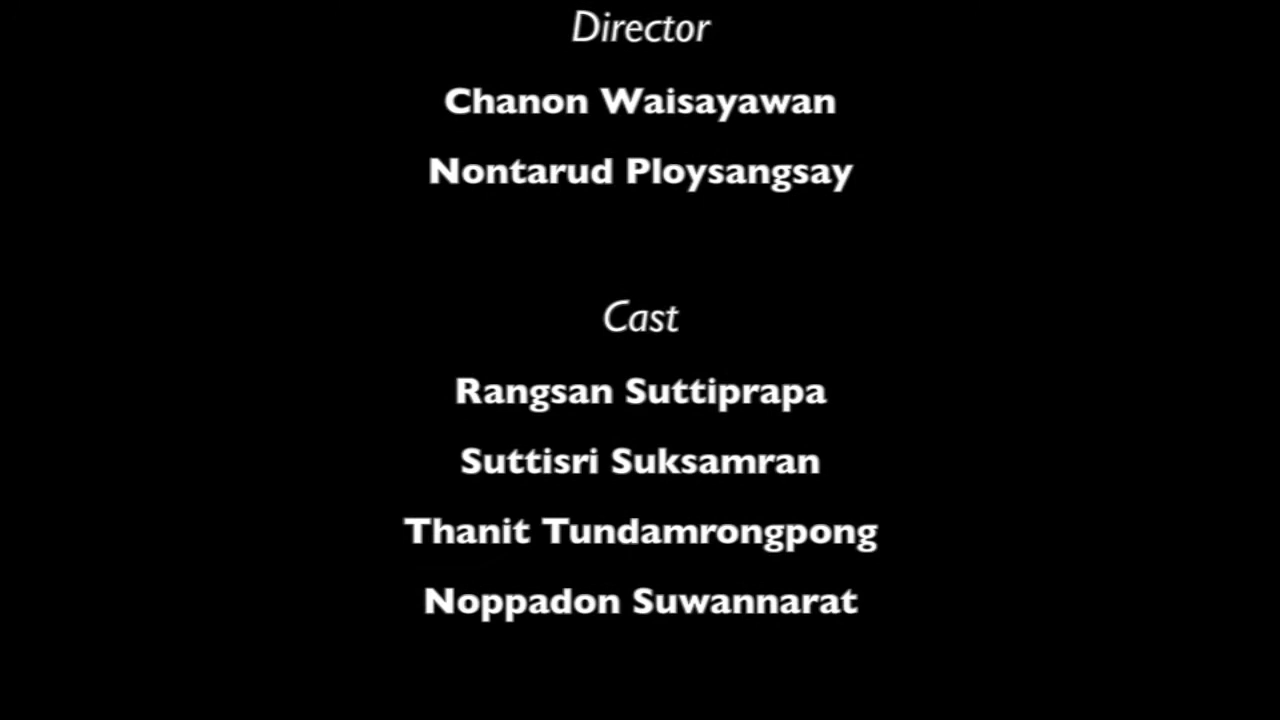 Director
Chanon Waisayawan
Nontarud Ploysangsay
Cast
Rangsan Suttiprapa
Suttisri Suksamran
Thanit Tundamrongpong
Noppadon Suwannarat